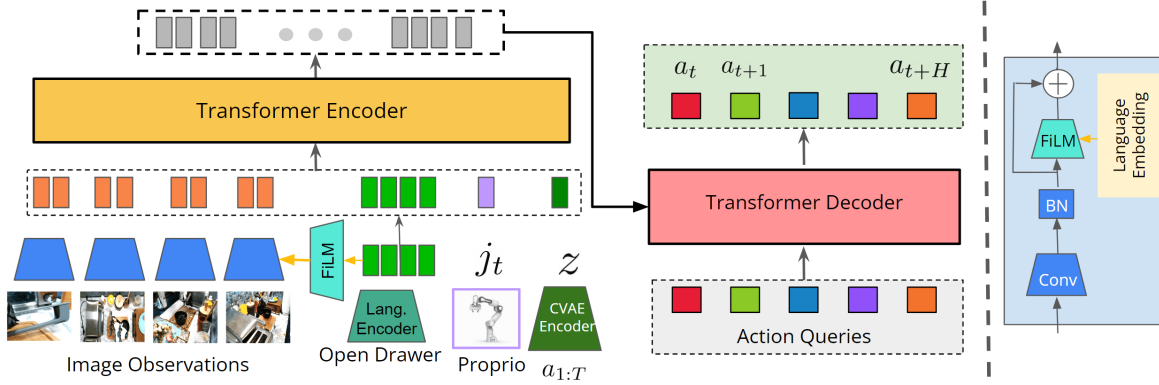 Transformer Encoder
FiLM
Lang.
Encoder
Open Drawer
Image Observations
j_t
Proprio
z
CVAE
Encoder
a_{1:T}
a_t a_{t+1} a_{t+H}
Transformer Decoder
Action Queries
FiLM
Language
Embedding
BN
Conv